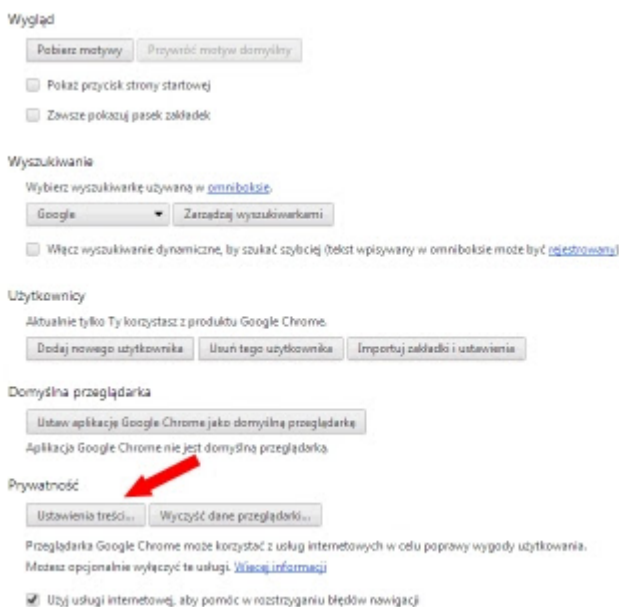 Wygląd
Pobierz motywy Przywróć motyw domyślny
Pokaż przycisk strony startowej
Zawsze pokazuj pasek zakładek
Wyszukiwanie
Wybierz wyszukiwarkę używaną w omniboksie.
Google Zarządzaj wyszukiwarkami
Włącz wyszukiwanie dynamiczne, by szukać szybciej (tekst wpisywany w omniboksie może być rejestrowany)
Użytkownicy
Aktualnie tylko Ty korzystasz z produktu Google Chrome.
Dodaj nowego użytkownika Usuń tego użytkownika Importuj zakładki i ustawienia
Domyślna przeglądarka
Ustaw aplikację Google Chrome jako domyślną przeglądarkę
Aplikacja Google Chrome nie jest domyślną przeglądarką.
Prywatność
Ustawienia treści... Wyczyść dane przeglądarki...
Przeglądarka Google Chrome może korzystać z usług internetowych w celu poprawy wygody użytkowania.
Możesz opcjonalnie wyłączyć te usługi. Więcej informacji
Użyj usługi internetowej, aby pomóc w rozstrzyganiu błędów nawigacji